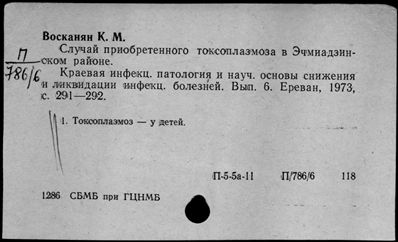 Восканян К. М.
Случай приобретенного токсоплазмоза в Эчмиадзин-
ском районе.
П
786/6
Краевая инфекц. патология и науч. основы снижения
и ликвидации инфекц. болезней. Вып. 6. Ереван, 1973,
с. 291—292.
1. Токсоплазмоз — у детей.
П-5-5а-11 П/786/6 118
1286 СБМБ при ГЦНМБ